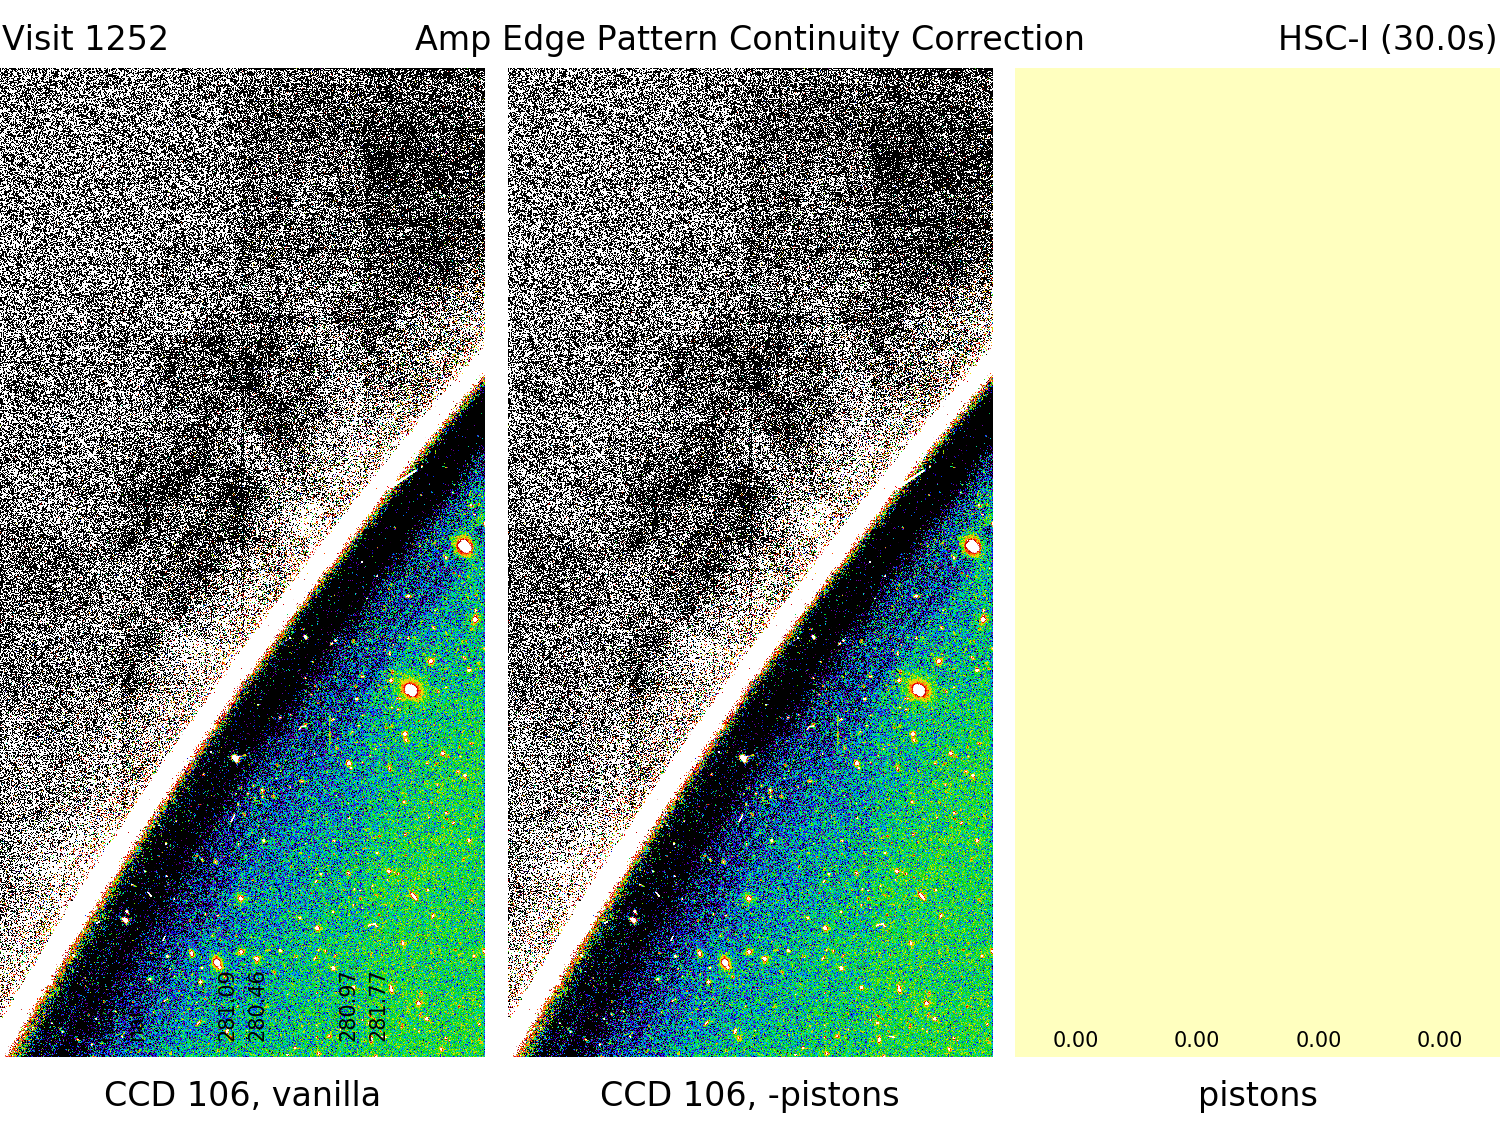 Visit 1252
Amp Edge Pattern Continuity Correction
HSC-I (30.0s)
281.09
280.46
280.97
281.77
0.00 0.00 0.00 0.00
CCD 106, vanilla
CCD 106, -pistons
pistons